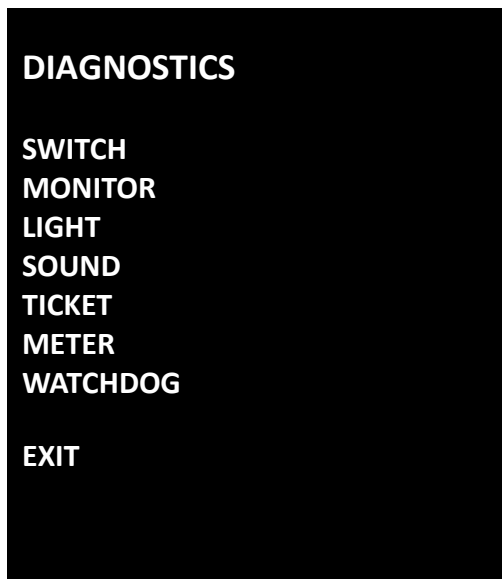 DIAGNOSTICS
SWITCH
MONITOR
LIGHT
SOUND
TICKET
METER
WATCHDOG
EXIT